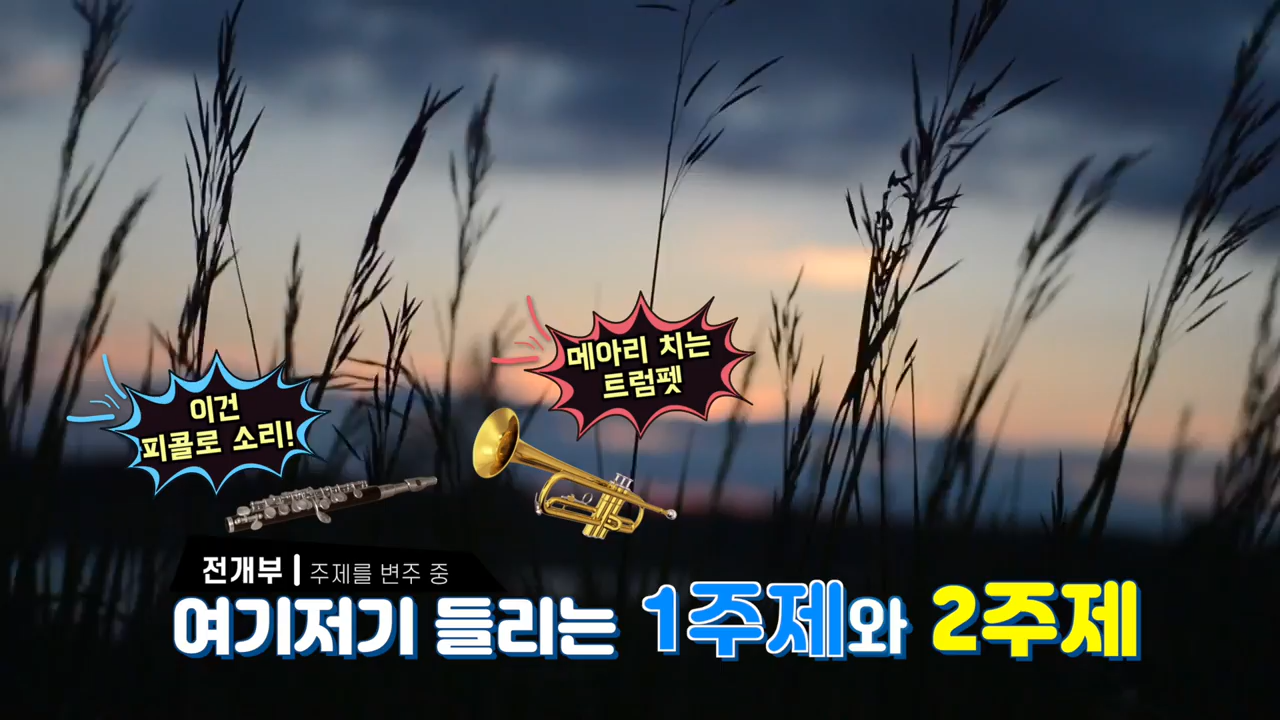 메아리 치는
트럼펫
이건
피콜로 소리!
전개부 | 주제를 변주 중
여기저기 들리는 1주제와 2주제